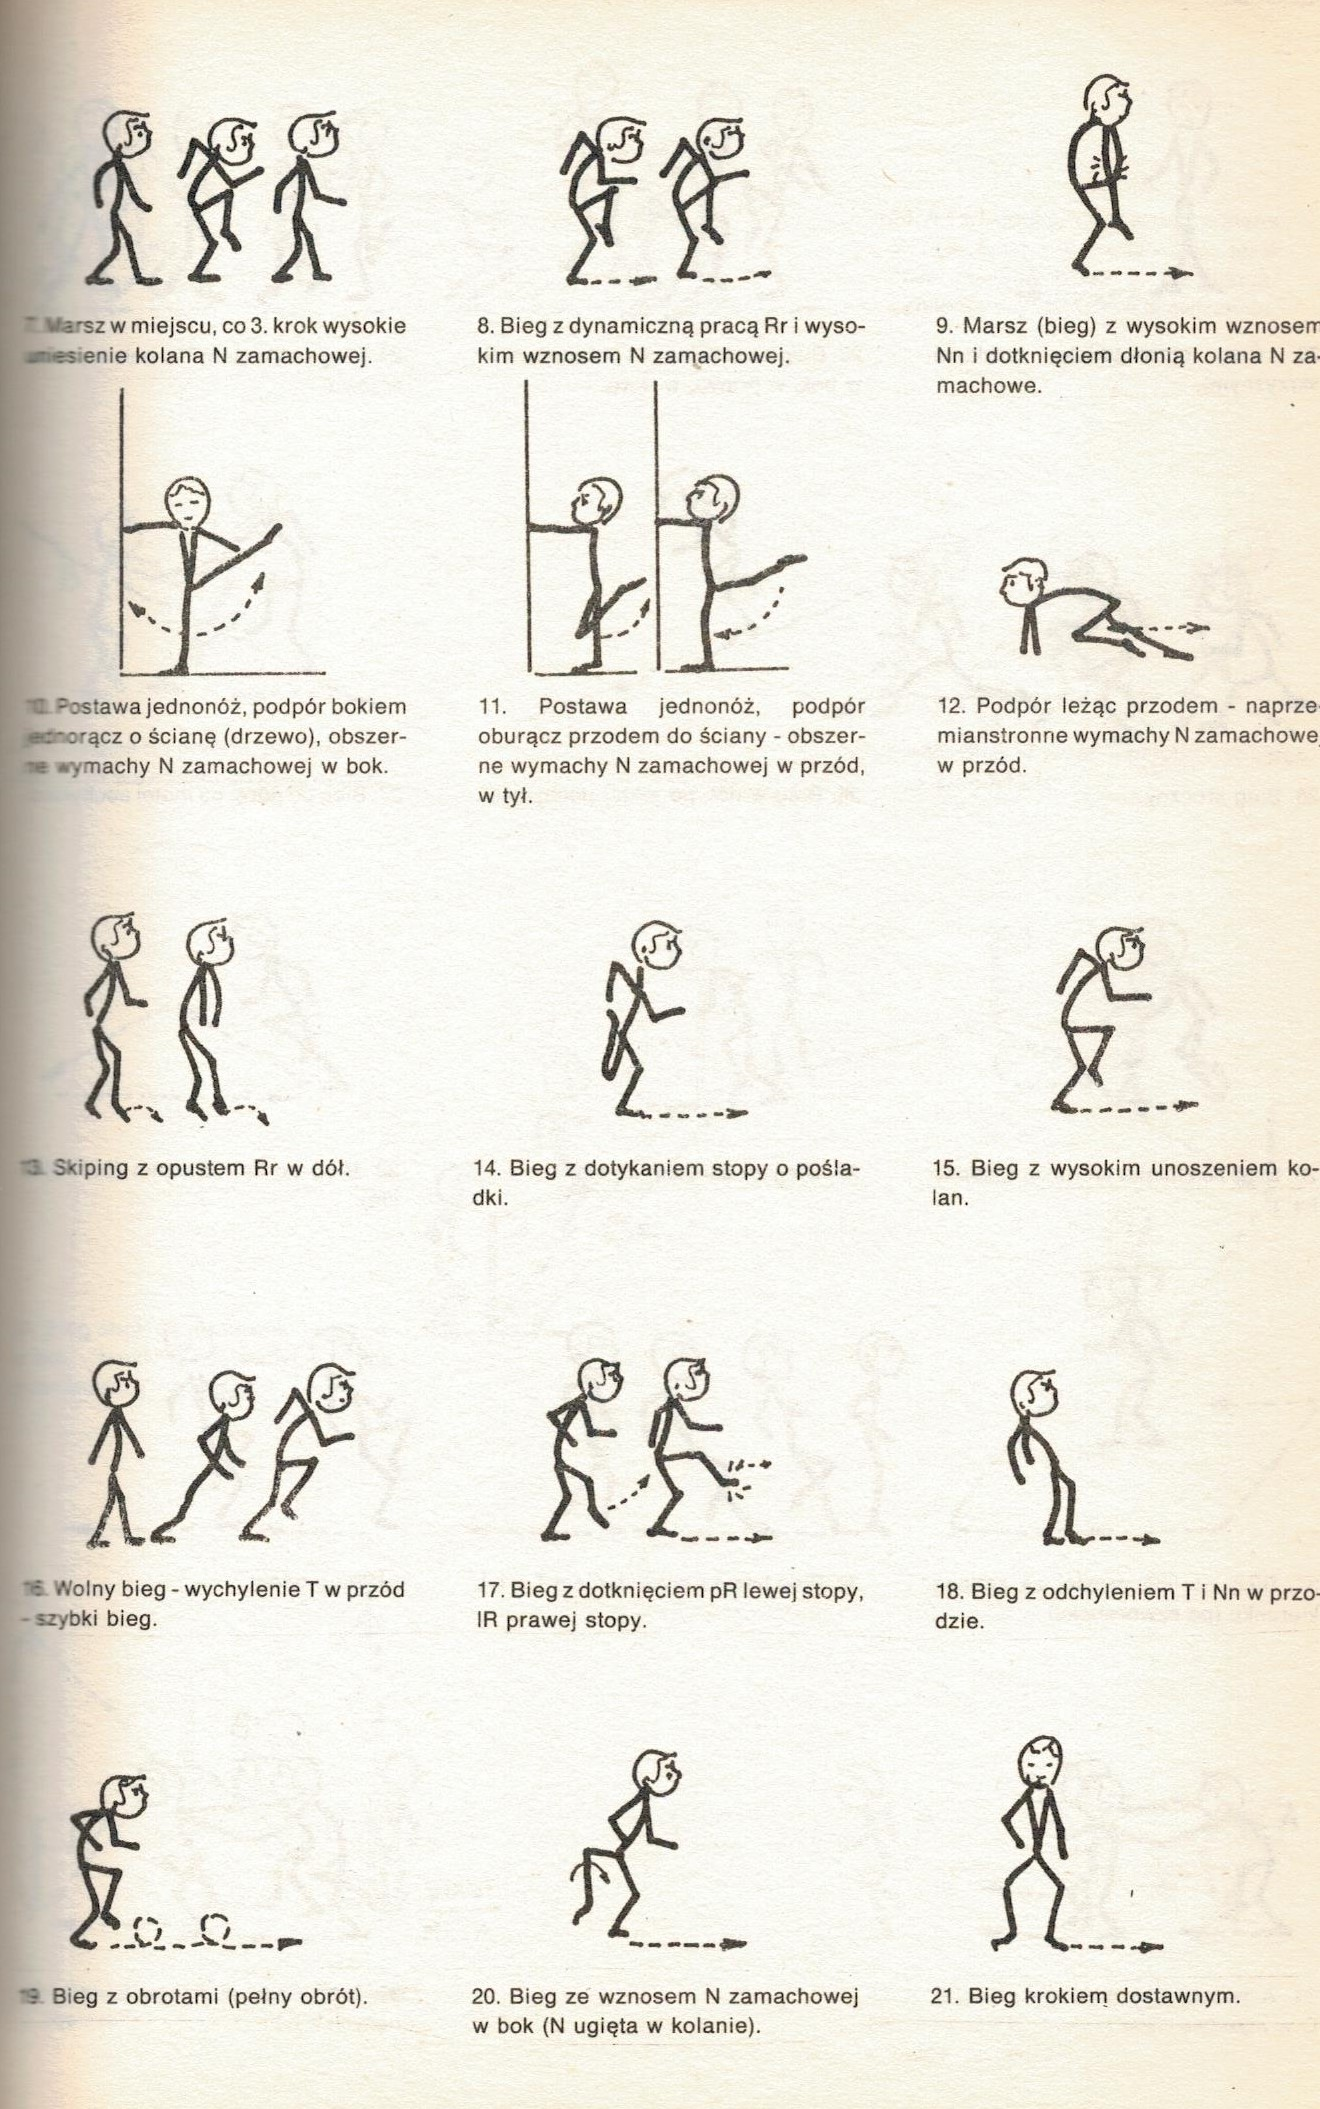 7. Marsz w miejscu, co 3. krok wysokie
uniesienie kolana N zamachowej.
8. Bieg z dynamiczną pracą Rr i wyso-
kim wznosem N zamachowej.
9. Marsz (bieg) z wysokim wznosem
Nn i dotknięciem dłonią kolana N za-
machowe.
10. Postawa jednonóż, podpór bokiem
jednorącz o ścianę (drzewo), obszer-
ne wymachy N zamachowej w bok.
11. Postawa jednonóż, podpór
oburącz przodem do ściany - obszer-
ne wymachy N zamachowej w przód,
w tył.
12. Podpór leżąc przodem - naprze-
mianstronne wymachy N zamachowej
w przód.
13. Skiping z opustem Rr w dół.
14. Bieg z dotykaniem stopy o pośla-
dki.
15. Bieg z wysokim unoszeniem ko-
lan.
16. Wolny bieg - wychylenie T w przód
- szybki bieg.
17. Bieg z dotknięciem pR lewej stopy,
lR prawej stopy.
18. Bieg z odchyleniem T i Nn w przo-
dzie.
19. Bieg z obrotami (pełny obrót).
20. Bieg ze wznosem N zamachowej
w bok (N ugięta w kolanie).
21. Bieg krokiem dostawnym.